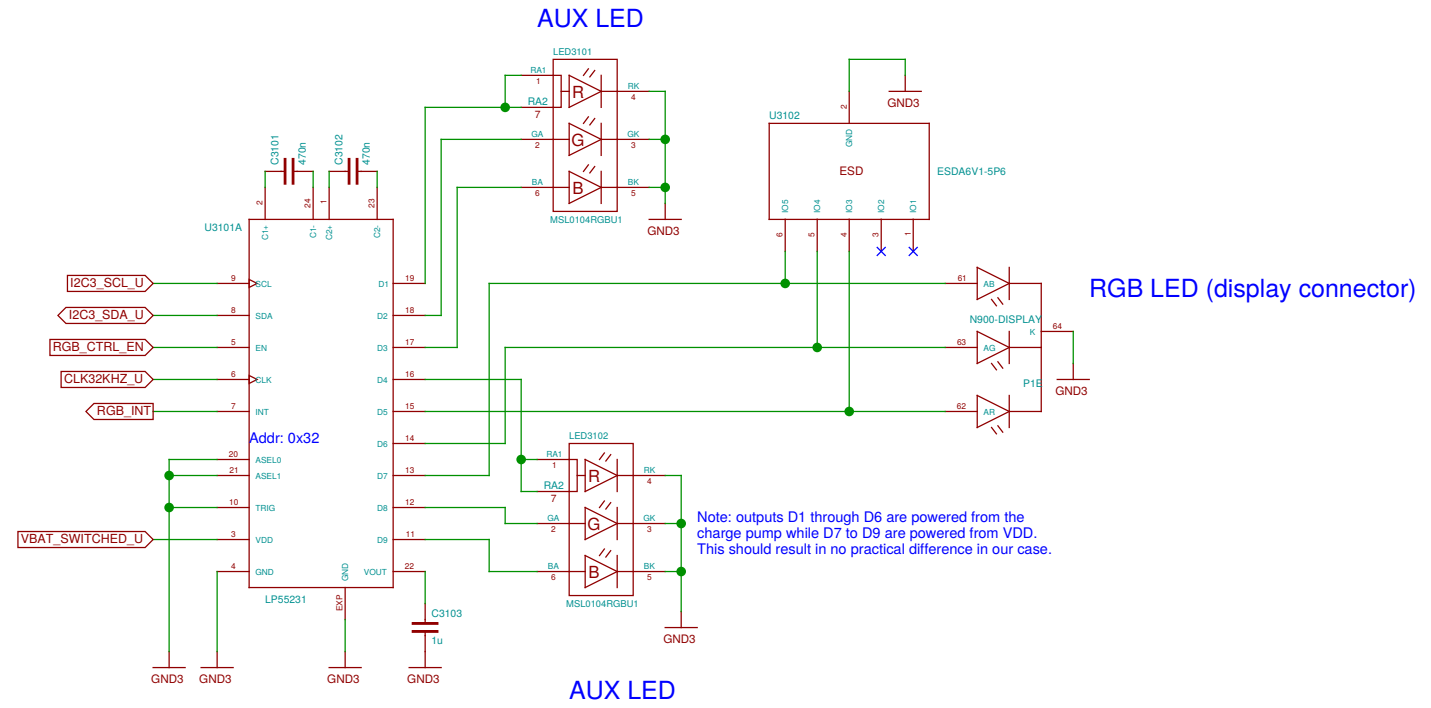 AUX LED
LED3101
RA1
1
RA2
7
GA
2
BA
6
R
G
B
RK
4
GK
3
BK
5
MSL0104RGBU1
GND3
C3101
470n
C3102
470n
2
24
1
23
C1+
C1-
C2+
C2-
U3101A
I2C3_SCL_U
9
SCL
I2C3_SDA_U
8
SDA
RGB_CTRL_EN
5
EN
CLK32KHZ_U
6
CLK
RGB_INT
7
INT
Addr: 0x32
20
ASEL0
21
ASEL1
10
TRIG
VBAT_SWITCHED_U
3
VDD
4
GND
D1
19
D2
18
D3
17
D4
16
D5
15
D6
14
D7
13
D8
12
D9
11
VOUT
22
GND
EXP
LP55231
C3103
1u
GND3
GND3
GND3
GND3
U3102
2
GND
GND3
ESD
ESDA6V1-5P6
IO5
IO4
IO3
IO2
IO1
6
5
4
3
1
61
AB
63
AG
62
AR
N900-DISPLAY
K
64
P1E
GND3
RGB LED (display connector)
LED3102
RA1
1
RA2
7
GA
2
BA
6
R
G
B
RK
4
GK
3
BK
5
MSL0104RGBU1
GND3
Note: outputs D1 through D6 are powered from the
charge pump while D7 to D9 are powered from VDD.
This should result in no practical difference in our case.
AUX LED